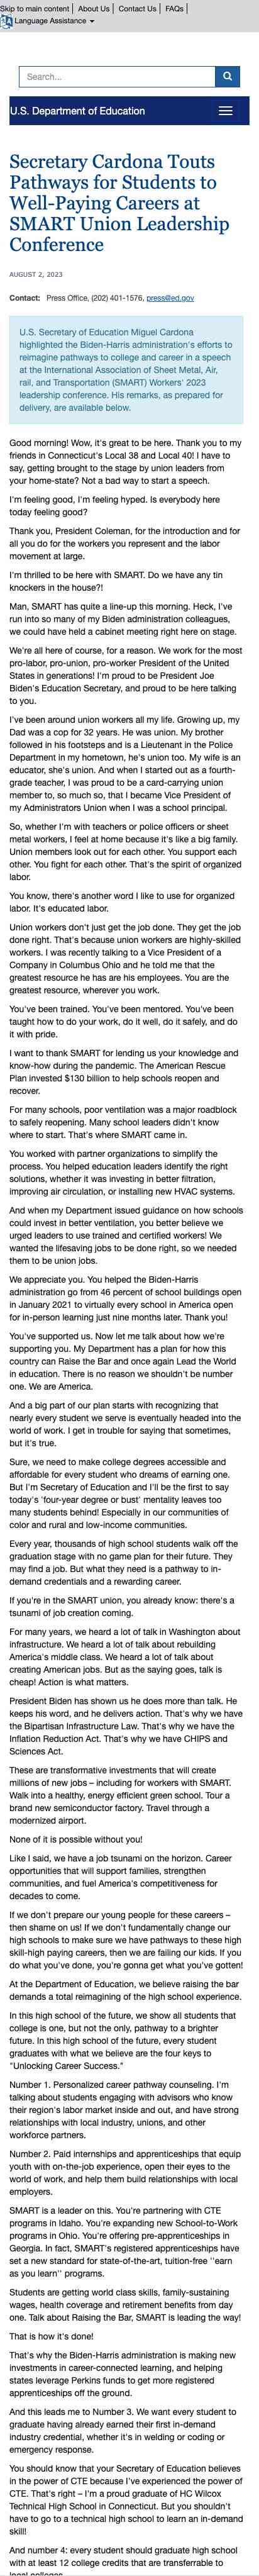 Skip to main content | About Us | Contact Us | FAQs |
Language Assistance
Search...
U.S. Department of Education
Secretary Cardona Touts
Pathways for Students to
Well-Paying Careers at
SMART Union Leadership
Conference
AUGUST 2, 2023
Contact: Press Office, (202) 401-1576, press@ed.gov
U.S. Secretary of Education Miguel Cardona
highlighted the Biden-Harris administration's efforts to
reimagine pathways to college and career in a speech
at the International Association of Sheet Metal, Air,
rail, and Transportation (SMART) Workers' 2023
leadership conference. His remarks, as prepared for
delivery, are available below.
Good morning! Wow, it's great to be here. Thank you to my
friends in Connecticut's Local 38 and Local 40! I have to
say, getting brought to the stage by union leaders from
your home-state? Not a bad way to start a speech.
I'm feeling good, I'm feeling hyped. Is everybody here
today feeling good?
Thank you, President Coleman, for the introduction and for
all you do for the workers you represent and the labor
movement at large.
I'm thrilled to be here with SMART. Do we have any tin
knockers in the house?!
Man, SMART has quite a line-up this morning. Heck, I've
run into so many of my Biden administration colleagues,
we could have held a cabinet meeting right here on stage.
We're all here of course, for a reason. We work for the most
pro-labor, pro-union, pro-worker President of the United
States in generations! I'm proud to be President Joe
Biden's Education Secretary, and proud to be here talking
to you.
I've been around union workers all my life. Growing up, my
Dad was a cop for 32 years. He was union. My brother
followed in his footsteps and is a Lieutenant in the Police
Department in my hometown, he's union too. My wife is an
educator, she's union. And when I started out as a fourth-
grade teacher, I was proud to be a card-carrying union
member to, so much so, that I became Vice President of
my Administrators Union when I was a school principal.
So, whether I'm with teachers or police officers or sheet
metal workers, I feel at home because it's like a big family.
Union members look out for each other. You support each
other. You fight for each other. That's the spirit of organized
labor.
You know, there's another word I like to use for organized
labor. It's educated labor.
Union workers don't just get the job done. They get the job
done right. That's because union workers are highly-skilled
workers. I was recently talking to a Vice President of a
Company in Columbus Ohio and he told me that the
greatest resource he has are his employees. You are the
greatest resource, wherever you work.
You've been trained. You've been mentored. You've been
taught how to do your work, do it well, do it safely, and do
it with pride.
I want to thank SMART for lending us your knowledge and
know-how during the pandemic. The American Rescue
Plan invested $130 billion to help schools reopen and
recover.
For many schools, poor ventilation was a major roadblock
to safely reopening. Many school leaders didn't know
where to start. That's where SMART came in.
You worked with partner organizations to simplify the
process. You helped education leaders identify the right
solutions, whether it was investing in better filtration,
improving air circulation, or installing new HVAC systems.
And when my Department issued guidance on how schools
could invest in better ventilation, you better believe we
urged leaders to use trained and certified workers! We
wanted the lifesaving jobs to be done right, so we needed
them to be union jobs.
We appreciate you. You helped the Biden-Harris
administration go from 46 percent of school buildings open
in January 2021 to virtually every school in America open
for in-person learning just nine months later. Thank you!
You've supported us. Now let me talk about how we're
supporting you. My Department has a plan for how this
country can Raise the Bar and once again Lead the World
in education. There is no reason we shouldn't be number
one. We are America.
And a big part of our plan starts with recognizing that
nearly every student we serve is eventually headed into the
world of work. I get in trouble for saying that sometimes,
but it's true.
Sure, we need to make college degrees accessible and
affordable for every student who dreams of earning one.
But I'm Secretary of Education and I'll be the first to say
today's 'four-year degree or bust' mentality leaves too
many students behind! Especially in our communities of
color and rural and low-income communities.
Every year, thousands of high school students walk off the
graduation stage with no game plan for their future. They
may find a job. But what they need is a pathway to in-
demand credentials and a rewarding career.
If you're in the SMART union, you already know: there's a
tsunami of job creation coming.
For many years, we heard a lot of talk in Washington about
infrastructure. We heard a lot of talk about rebuilding
America's middle class. We heard a lot of talk about
creating American jobs. But as the saying goes, talk is
cheap! Action is what matters.
President Biden has shown us he does more than talk. He
keeps his word, and he delivers action. That's why we have
the Bipartisan Infrastructure Law. That's why we have the
Inflation Reduction Act. That's why we have CHIPS and
Sciences Act.
These are transformative investments that will create
millions of new jobs – including for workers with SMART.
Walk into a healthy, energy efficient green school. Tour a
brand new semiconductor factory. Travel through a
modernized airport.
None of it is possible without you!
Like I said, we have a job tsunami on the horizon. Career
opportunities that will support families, strengthen
communities, and fuel America's competitiveness for
decades to come.
If we don't prepare our young people for these careers –
then shame on us! If we don't fundamentally change our
high schools to make sure we have pathways to these high
skill-high paying careers, then we are failing our kids. If you
do what you've done, you're gonna get what you've gotten!
At the Department of Education, we believe raising the bar
demands a total reimagining of the high school experience.
In this high school of the future, we show all students that
college is one, but not the only, pathway to a brighter
future. In this high school of the future, every student
graduates with what we believe are the four keys to
"Unlocking Career Success."
Number 1. Personalized career pathway counseling. I'm
talking about students engaging with advisors who know
their region's labor market inside and out, and have strong
relationships with local industry, unions, and other
workforce partners.
Number 2. Paid internships and apprenticeships that equip
youth with on-the-job experience, open their eyes to the
world of work, and help them build relationships with local
employers.
SMART is a leader on this. You're partnering with CTE
programs in Idaho. You're expanding new School-to-Work
programs in Ohio. You're offering pre-apprenticeships in
Georgia. In fact, SMART's registered apprenticeships have
set a new standard for state-of-the-art, tuition-free ''earn
as you learn'' programs.
Students are getting world class skills, family-sustaining
wages, health coverage and retirement benefits from day
one. Talk about Raising the Bar, SMART is leading the way!
That is how it's done!
That's why the Biden-Harris administration is making new
investments in career-connected learning, and helping
states leverage Perkins funds to get more registered
apprenticeships off the ground.
And this leads me to Number 3. We want every student to
graduate having already earned their first in-demand
industry credential, whether it's in welding or coding or
emergency response.
You should know that your Secretary of Education believes
in the power of CTE because I've experienced the power of
CTE. That's right – I'm a proud graduate of HC Wilcox
Technical High School in Connecticut. But you shouldn't
have to go to a technical high school to learn an in-demand
skill!
And number 4: every student should graduate high school
with at least 12 college credits that are transferrable to